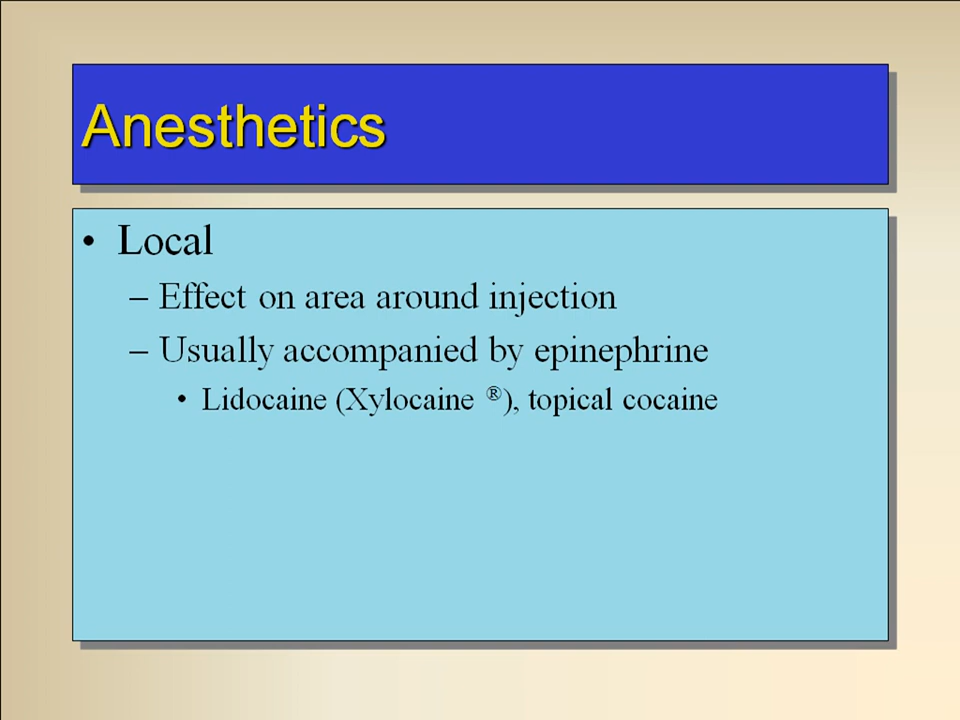 Anesthetics
• Local
– Effect on area around injection
– Usually accompanied by epinephrine
• Lidocaine (Xylocaine ®), topical cocaine